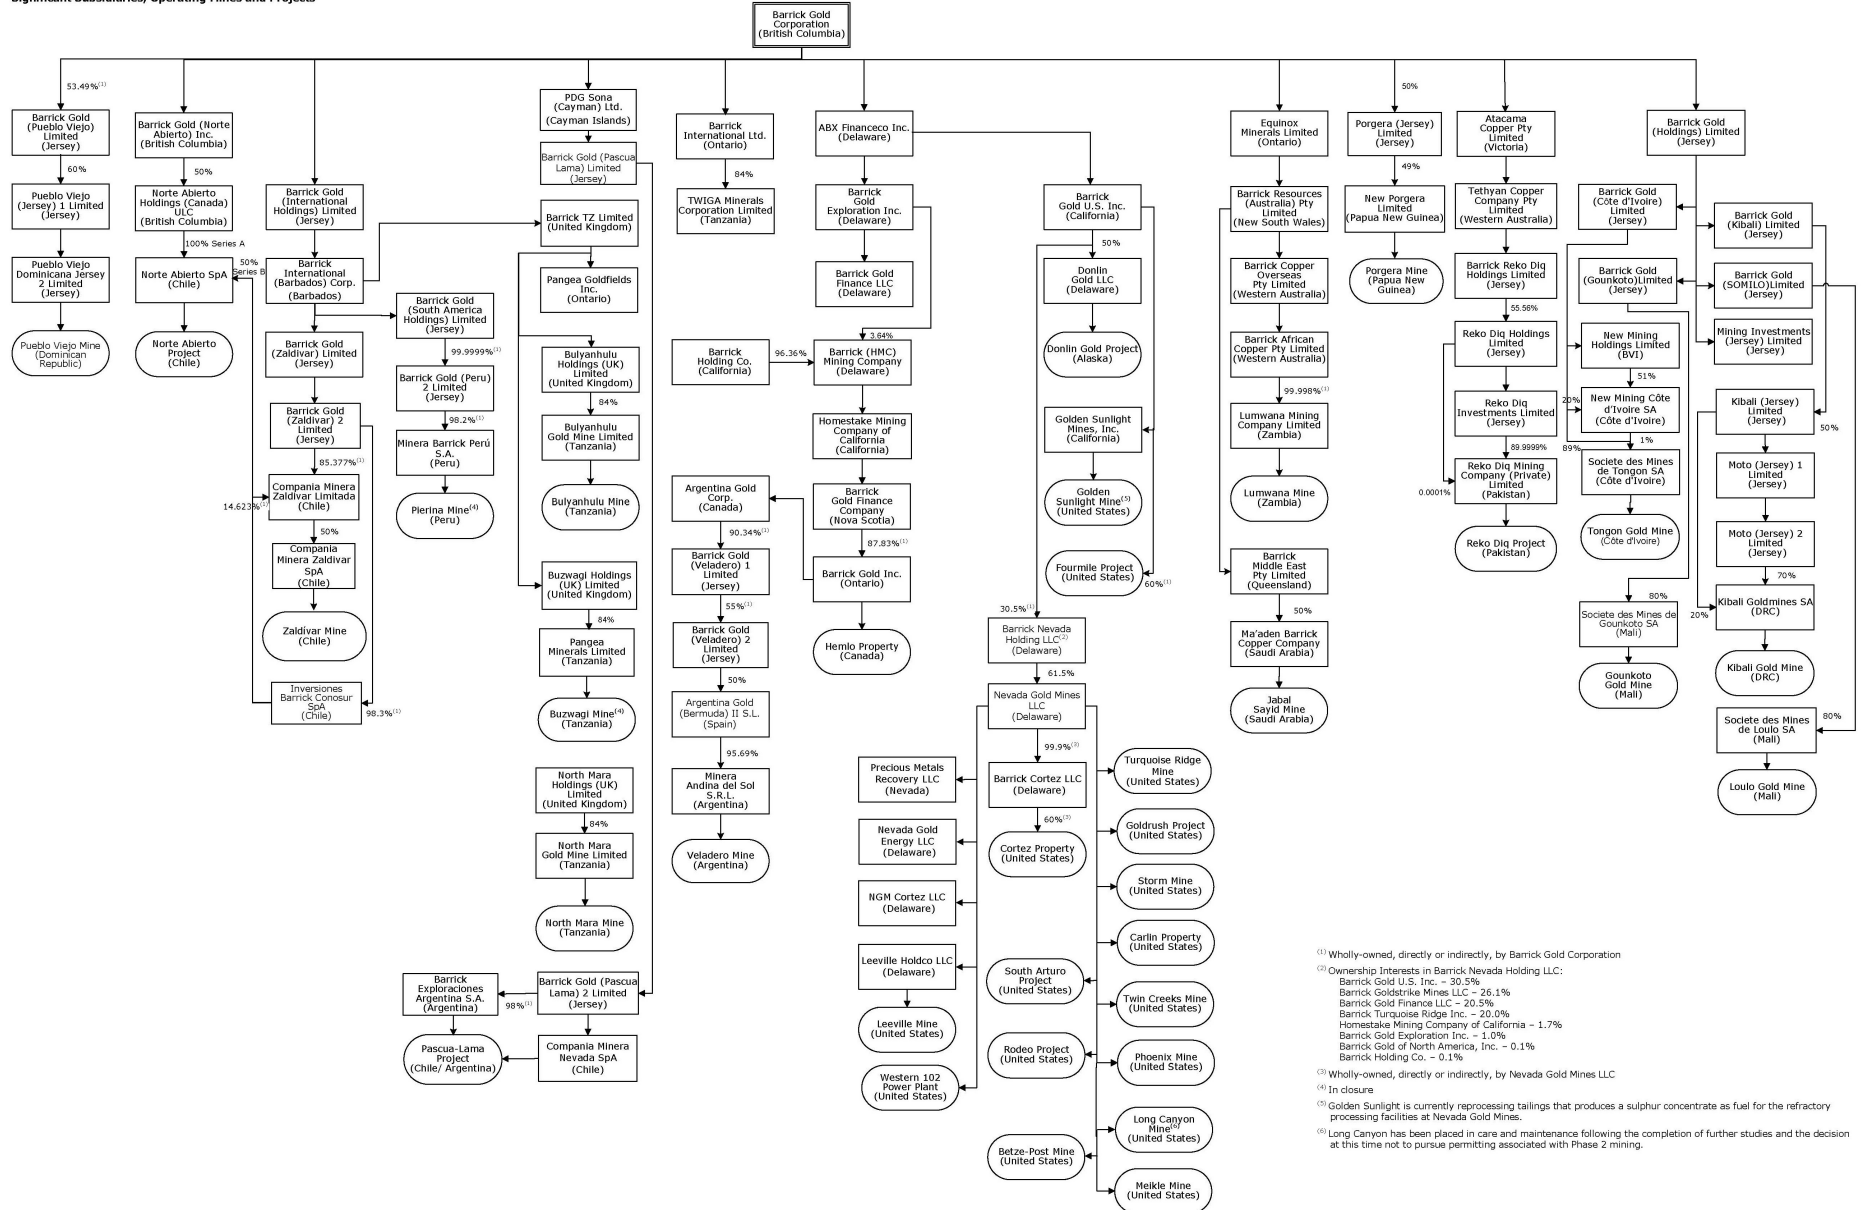 Significant Subsidiaries, Operating Mines and Projects
Barrick Gold
Corporation
(British Columbia)
53.49%(1)
Barrick Gold
(Pueblo Viejo)
Limited
(Jersey)
60%
Pueblo Viejo
(Jersey) 1 Limited
(Jersey)
Pueblo Viejo
Dominicana Jersey
2 Limited
(Jersey)
Pueblo Viejo Mine
(Dominican
Republic)
Barrick Gold (Norte
Abierto) Inc.
(British Columbia)
50%
Norte Abierto
Holdings (Canada)
ULC
(British Columbia)
100% Series A
Norte Abierto SpA
(Chile)
50%
Series B
Norte Abierto
Project
(Chile)
Barrick Gold
(International
Holdings) Limited
(Jersey)
Barrick
International
(Barbados) Corp.
(Barbados)
Barrick Gold
(Zaldivar) Limited
(Jersey)
Barrick Gold
(Zaldivar) 2
Limited
(Jersey)
85.377%(1)
Compania Minera
Zaldivar Limitada
(Chile)
14.623%(1)
50%
Compania
Minera Zaldivar
SpA
(Chile)
Zaldívar Mine
(Chile)
Inversiones
Barrick Conosur
SpA
(Chile)
98.3%(1)
Barrick Gold
(South America
Holdings) Limited
(Jersey)
99.9999%(1)
Barrick Gold (Peru)
2 Limited
(Jersey)
98.2%(1)
Minera Barrick Perú
S.A.
(Peru)
Pierina Mine(4)
(Peru)
PDG Sona
(Cayman) Ltd.
(Cayman Islands)
Barrick Gold (Pascua
Lama) Limited
(Jersey)
Barrick TZ Limited
(United Kingdom)
Pangea Goldfields
Inc.
(Ontario)
Bulyanhulu
Holdings (UK)
Limited
(United Kingdom)
84%
Bulyanhulu
Gold Mine Limited
(Tanzania)
Bulyanhulu Mine
(Tanzania)
Buzwagi Holdings
(UK) Limited
(United Kingdom)
84%
Pangea
Minerals Limited
(Tanzania)
Buzwagi Mine(4)
(Tanzania)
North Mara
Holdings (UK)
Limited
(United Kingdom)
84%
North Mara
Gold Mine Limited
(Tanzania)
North Mara Mine
(Tanzania)
Barrick
Exploraciones
Argentina S.A.
(Argentina)
98%(1)
Barrick Gold (Pascua
Lama) 2 Limited
(Jersey)
Pascua-Lama
Project
(Chile/ Argentina)
Compania Minera
Nevada SpA
(Chile)
Barrick
International Ltd.
(Ontario)
84%
TWIGA Minerals
Corporation Limited
(Tanzania)
ABX Financeco Inc.
(Delaware)
Barrick
Gold
Exploration Inc.
(Delaware)
Barrick Gold
Finance LLC
(Delaware)
3.64%
Barrick
Holding Co.
(California)
96.36%
Barrick (HMC)
Mining Company
(Delaware)
Homestake Mining
Company of
California
(California)
Barrick
Gold Finance
Company
(Nova Scotia)
87.83%(1)
Barrick Gold Inc.
(Ontario)
Hemlo Property
(Canada)
Argentina Gold
Corp.
(Canada)
90.34%(1)
Barrick Gold
(Veladero) 1
Limited
(Jersey)
55%(1)
Barrick Gold
(Veladero) 2
Limited
(Jersey)
50%
Argentina Gold
(Bermuda) II S.L.
(Spain)
95.69%
Minera
Andina del Sol
S.R.L.
(Argentina)
Veladero Mine
(Argentina)
Barrick
Gold U.S. Inc.
(California)
50%
Donlin
Gold LLC
(Delaware)
Donlin Gold Project
(Alaska)
Golden Sunlight
Mines, Inc.
(California)
Golden
Sunlight Mine(5)
(United States)
Fourmile Project
(United States)
60%(1)
30.5%(1)
Barrick Nevada
Holding LLC(2)
(Delaware)
61.5%
Nevada Gold Mines
LLC
(Delaware)
99.9%(3)
Barrick Cortez LLC
(Delaware)
60%(3)
Cortez Property
(United States)
Precious Metals
Recovery LLC
(Nevada)
Nevada Gold
Energy LLC
(Delaware)
NGM Cortez LLC
(Delaware)
Leeville Holdco LLC
(Delaware)
Leeville Mine
(United States)
Western 102
Power Plant
(United States)
South Arturo
Project
(United States)
Rodeo Project
(United States)
Betze-Post Mine
(United States)
Turquoise Ridge
Mine
(United States)
Goldrush Project
(United States)
Storm Mine
(United States)
Carlin Property
(United States)
Twin Creeks Mine
(United States)
Phoenix Mine
(United States)
Long Canyon
Mine(6)
(United States)
Meikle Mine
(United States)
Equinox
Minerals Limited
(Ontario)
Barrick Resources
(Australia) Pty
Limited
(New South Wales)
Barrick Copper
Overseas
Pty Limited
(Western Australia)
Barrick African
Copper Pty Limited
(Western Australia)
99.998%(1)
Lumwana Mining
Company Limited
(Zambia)
Lumwana Mine
(Zambia)
Barrick
Middle East
Pty Limited
(Queensland)
50%
Ma'aden Barrick
Copper Company
(Saudi Arabia)
Jabal
Sayid Mine
(Saudi Arabia)
50%
Porgera (Jersey)
Limited
(Jersey)
49%
New Porgera
Limited
(Papua New Guinea)
Porgera Mine
(Papua New
Guinea)
Atacama
Copper Pty
Limited
(Victoria)
Tethyan Copper
Company Pty
Limited
(Western Australia)
Barrick Reko Diq
Holdings Limited
(Jersey)
55.56%
Reko Diq Holdings
Limited
(Jersey)
Reko Diq
Investments Limited
(Jersey)
89.9999%
Reko Diq Mining
Company (Private)
Limited
(Pakistan)
0.0001%
Reko Diq Project
(Pakistan)
Barrick Gold
(Holdings) Limited
(Jersey)
Barrick Gold
(Côte d'Ivoire)
Limited
(Jersey)
Barrick Gold
(Gounkoto)Limited
(Jersey)
New Mining
Holdings Limited
(BVI)
51%
20%
New Mining Côte
d'Ivoire SA
(Côte d'Ivoire)
1%
89%
Societe des Mines
de Tongon SA
(Côte d'Ivoire)
Tongon Gold Mine
(Côte d'Ivoire)
80%
Societe des Mines de
Gounkoto SA
(Mali)
Gounkoto
Gold Mine
(Mali)
Barrick Gold
(Kibali) Limited
(Jersey)
Barrick Gold
(SOMILO)Limited
(Jersey)
Mining Investments
(Jersey) Limited
(Jersey)
Kibali (Jersey)
Limited
(Jersey)
50%
Moto (Jersey) 1
Limited
(Jersey)
Moto (Jersey) 2
Limited
(Jersey)
70%
20%
Kibali Goldmines SA
(DRC)
Kibali Gold Mine
(DRC)
Societe des Mines
de Loulo SA
(Mali)
80%
Loulo Gold Mine
(Mali)
(1) Wholly-owned, directly or indirectly, by Barrick Gold Corporation
(2) Ownership Interests in Barrick Nevada Holding LLC:
Barrick Gold U.S. Inc. – 30.5%
Barrick Goldstrike Mines LLC – 26.1%
Barrick Gold Finance LLC – 20.5%
Barrick Turquoise Ridge Inc. – 20.0%
Homestake Mining Company of California – 1.7%
Barrick Gold Exploration Inc. – 1.0%
Barrick Gold of North America, Inc. – 0.1%
Barrick Holding Co. – 0.1%
(3) Wholly-owned, directly or indirectly, by Nevada Gold Mines LLC
(4) In closure
(5) Golden Sunlight is currently reprocessing tailings that produces a sulphur concentrate as fuel for the refractory
processing facilities at Nevada Gold Mines.
(6) Long Canyon has been placed in care and maintenance following the completion of further studies and the decision
at this time not to pursue permitting associated with Phase 2 mining.